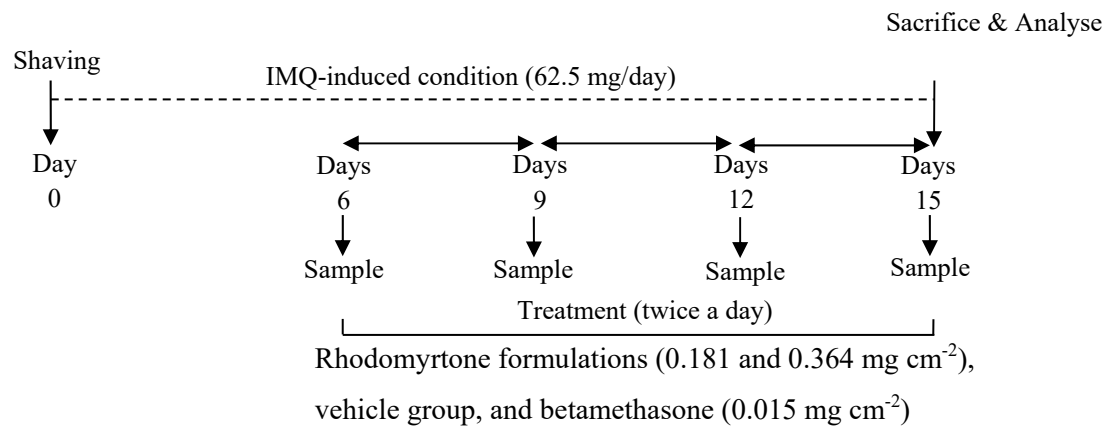 Sacrifice & Analyse
Shaving
IMQ-induced condition (62.5 mg/day)
Day
0
Days
6
Days
9
Days
12
Days
15
Sample
Sample
Sample
Sample
Treatment (twice a day)
Rhodomyrtone formulations (0.181 and 0.364 mg cm⁻²),
vehicle group, and betamethasone (0.015 mg cm⁻²)